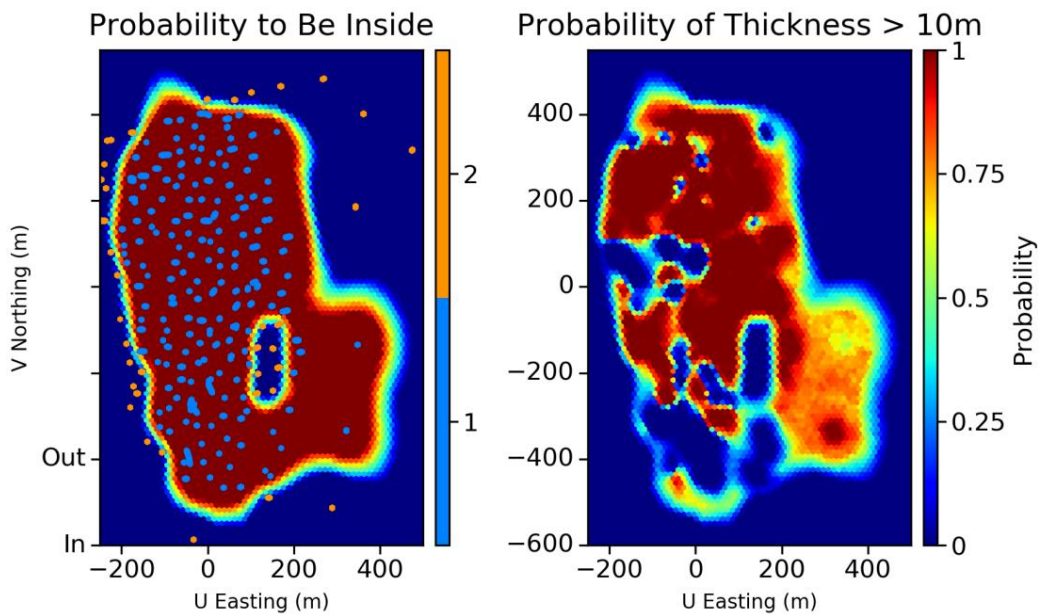 Probability to Be Inside
Probability of Thickness > 10m
V Northing (m)
Out
In
−200
0
200
400
U Easting (m)
2
1
400
200
0
−200
−400
−600
−200
0
200
400
U Easting (m)
1
0.75
0.5
0.25
0
Probability